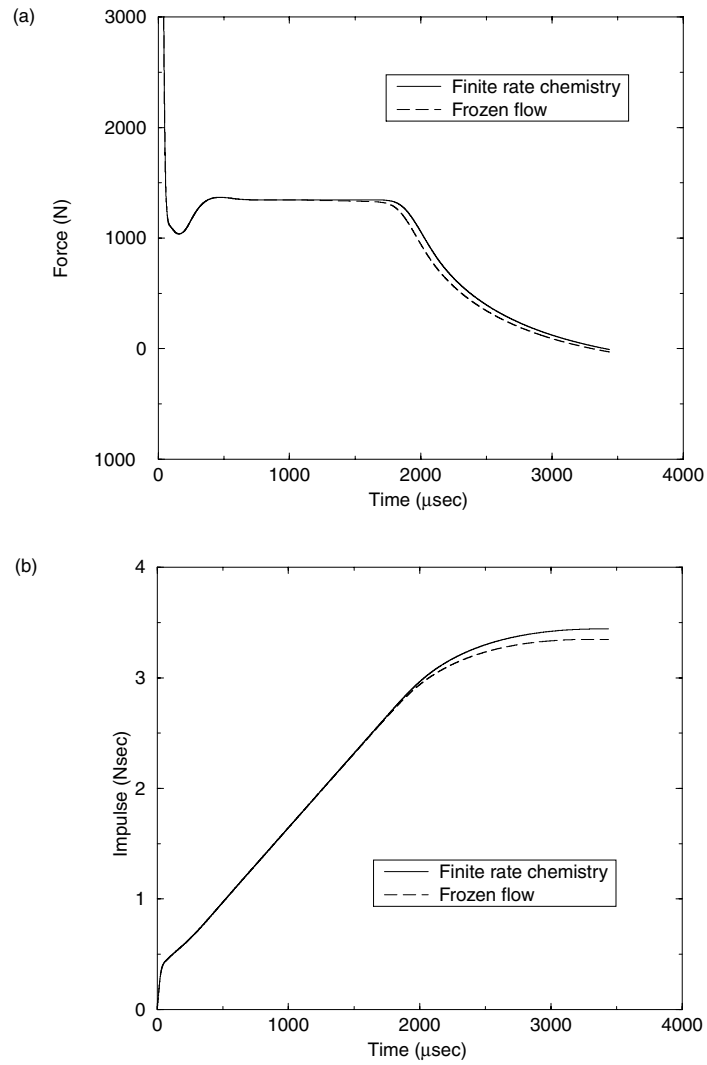 (a)
3000
2000
1000
0
1000
Force (N)
Finite rate chemistry
Frozen flow
0
1000
2000
3000
4000
Time (μsec)
(b)
4
3
2
1
0
Impulse (Nsec)
Finite rate chemistry
Frozen flow
0
1000
2000
3000
4000
Time (μsec)